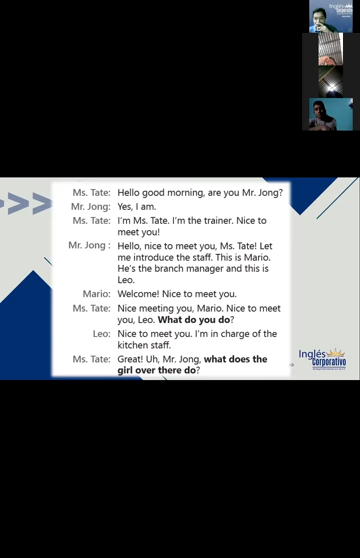 Ms. Tate: Hello good morning, are you Mr. Jong?
Mr. Jong: Yes, I am.
Ms. Tate: I'm Ms. Tate. I'm the trainer. Nice to
meet you!
Mr. Jong : Hello, nice to meet you, Ms. Tate! Let
me introduce the staff. This is Mario.
He's the branch manager and this is
Leo.
Mario: Welcome! Nice to meet you.
Ms. Tate: Nice meeting you, Mario. Nice to meet
you, Leo. What do you do?
Leo: Nice to meet you. I'm in charge of the
kitchen staff.
Ms. Tate: Great! Uh, Mr. Jong, what does the
girl over there do?
Inglés
Corporativo